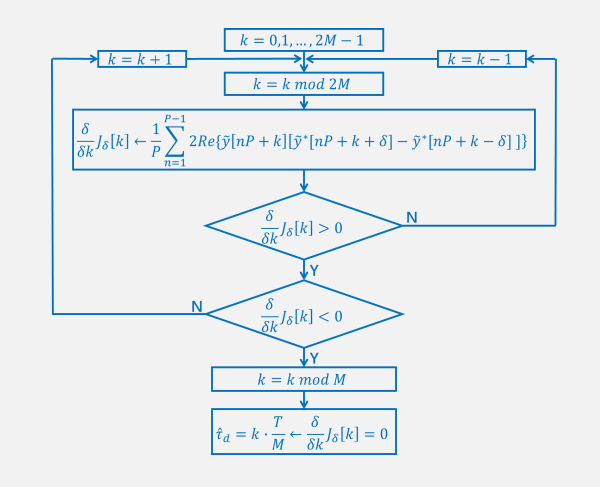 k = 0,1, ..., 2M − 1
k = k + 1
k = k − 1
k = k mod 2M
δ/δk J_δ[k] ← 1/P ∑_{n=1}^{P−1} 2Re{ỹ[nP + k][ỹ*[nP + k + δ] − ỹ*[nP + k − δ] ]}
δ/δk J_δ[k] > 0
N
Y
δ/δk J_δ[k] < 0
N
Y
k = k mod M
τ̂_d = k · T/M ← δ/δk J_δ[k] = 0